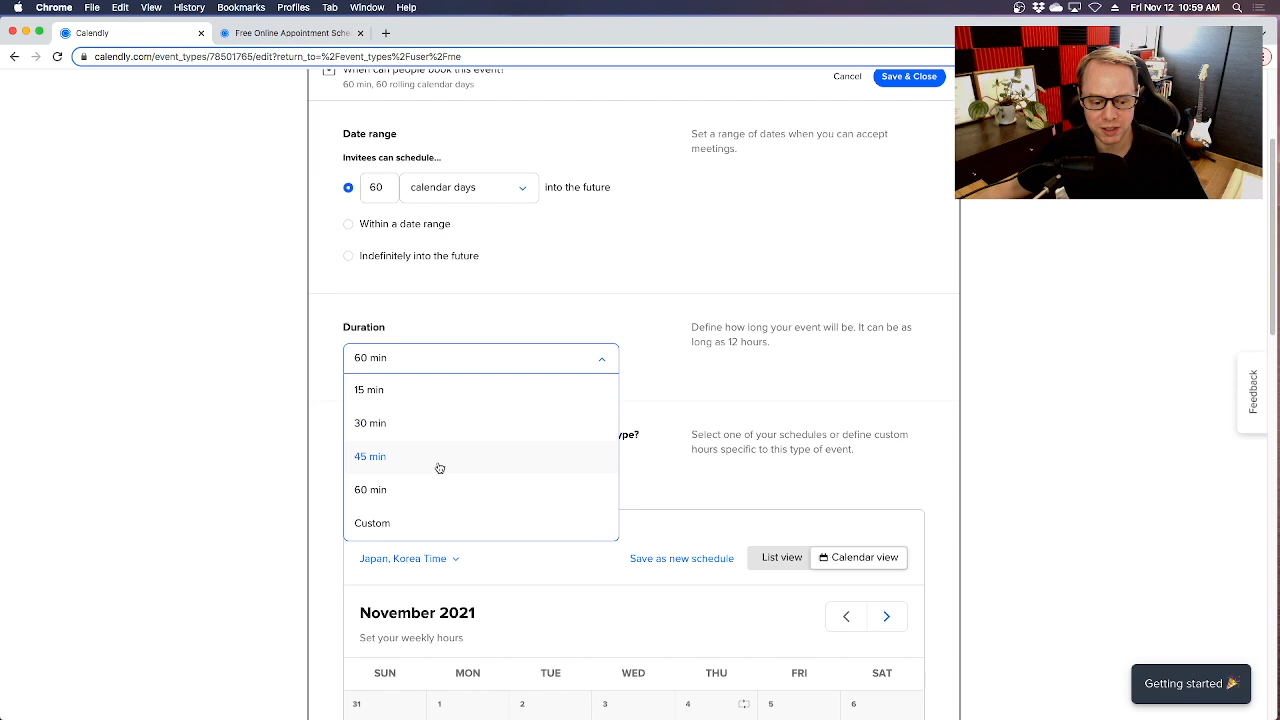 Chrome File Edit View History Bookmarks Profiles Tab Window Help
Fri Nov 12 10:59 AM
Calendly
Free Online Appointment Sche
calendly.com/event_types/78501765/edit?return_to=%2Fevent_types%2Fuser%2Fme
When can people book this event?
60 min, 60 rolling calendar days
Cancel
Save & Close
Date range
Set a range of dates when you can accept
meetings.
Invitees can schedule...
60 calendar days into the future
Within a date range
Indefinitely into the future
Duration
Define how long your event will be. It can be as
long as 12 hours.
60 min
15 min
30 min
45 min
60 min
Custom
ype?
Select one of your schedules or define custom
hours specific to this type of event.
Japan, Korea Time
Save as new schedule
List view
Calendar view
November 2021
Set your weekly hours
SUN MON TUE WED THU FRI SAT
31 1 2 3 4 5 6
Feedback
Getting started 🎉